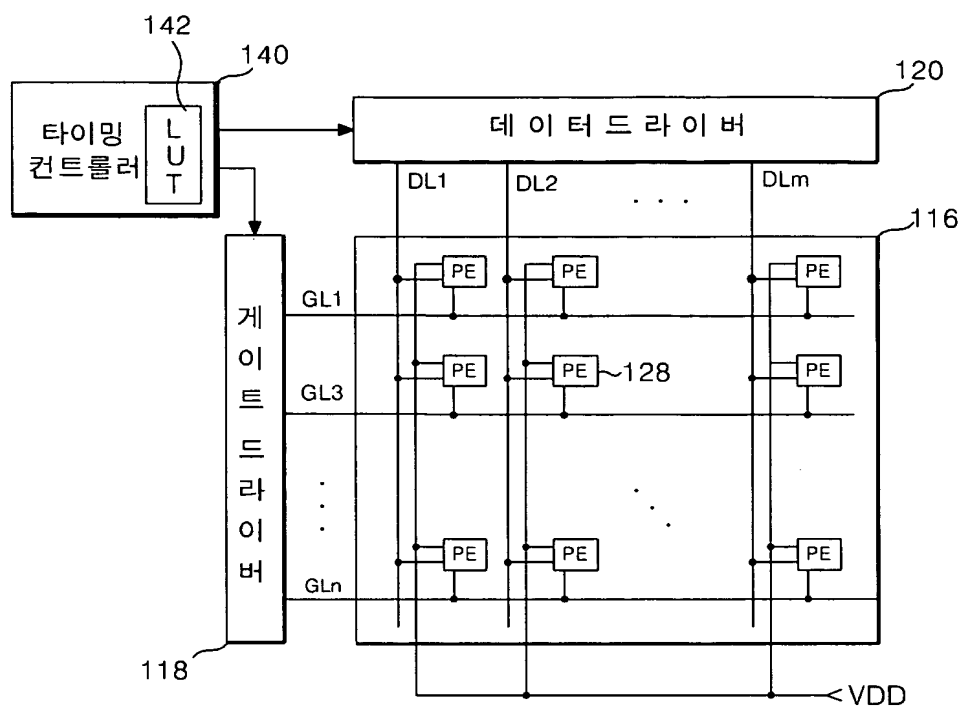 142
140
타이밍
컨트롤러
L
U
T
데 이 터 드 라 이 버
120
DL1
DL2
DLm
. . .
116
게
이
트
드
라
이
버
118
GL1
GL3
GLn
PE
PE
PE
PE
PE
128
PE
PE
PE
PE
VDD